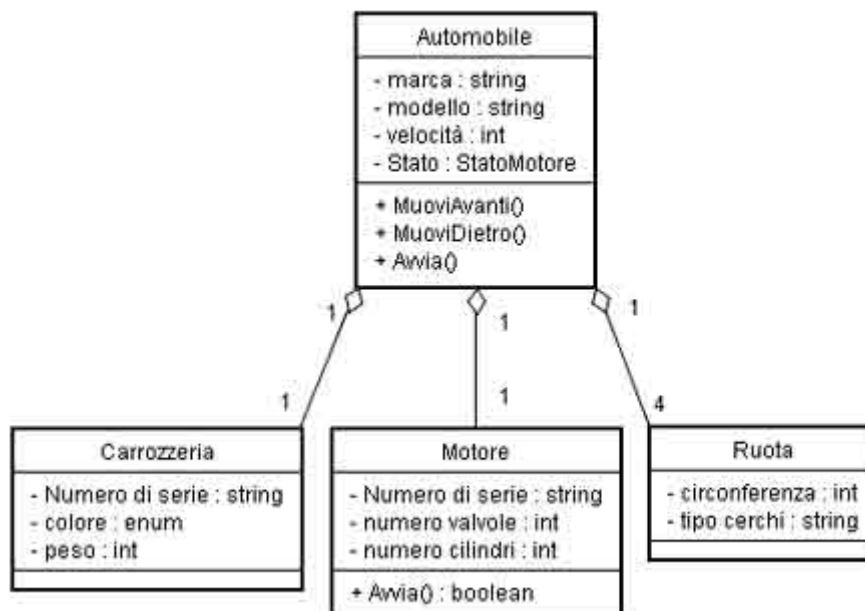 Automobile
- marca : string
- modello : string
- velocità : int
- Stato : StatoMotore
+ MuoviAvanti()
+ MuoviDietro()
+ Avvia()
1
1
1
1
1
4
Carrozzeria
- Numero di serie : string
- colore : enum
- peso : int
Motore
- Numero di serie : string
- numero valvole : int
- numero cilindri : int
+ Avvia() : boolean
Ruota
- circonferenza : int
- tipo cerchi : string